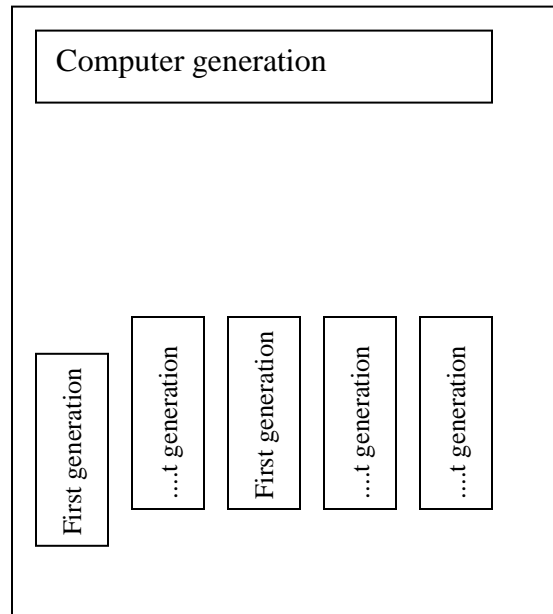 Computer generation
First generation
….t generation
First generation
….t generation
….t generation